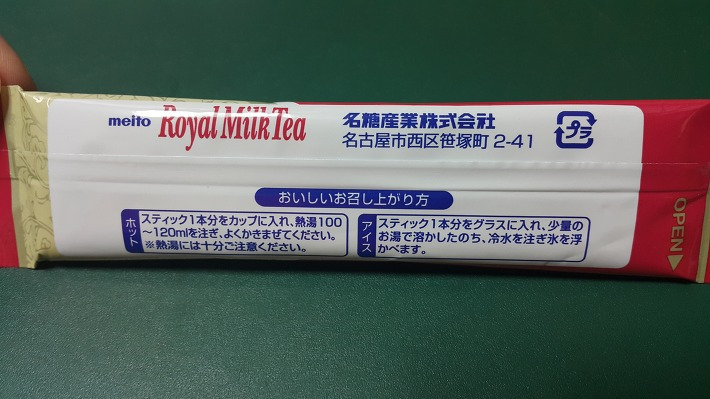 meito Royal Milk Tea
名糖産業株式会社
名古屋市西区笹塚町 2-41
プラ
おいしいお召し上がり方
ホット
スティック1本分をカップに入れ、熱湯100
~120mlを注ぎ、よくかきまぜてください。
※熱湯には十分ご注意ください。
アイス
スティック1本分をグラスに入れ、少量の
お湯で溶かしたのち、冷水を注ぎ氷を浮
かべます。
OPEN